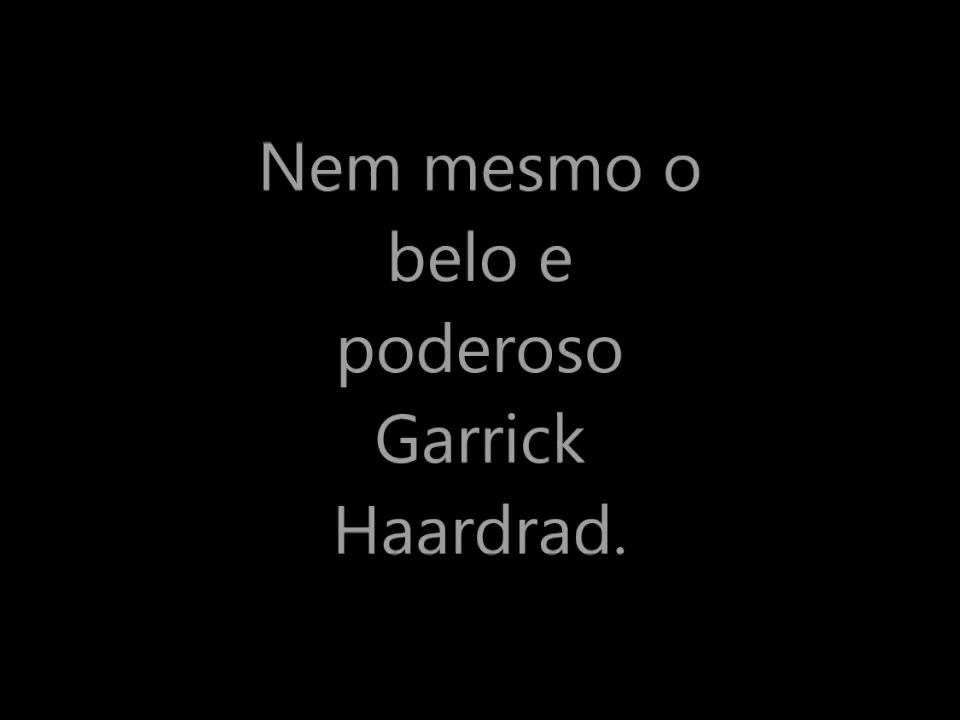 Nem mesmo o
belo e
poderoso
Garrick
Haardrad.